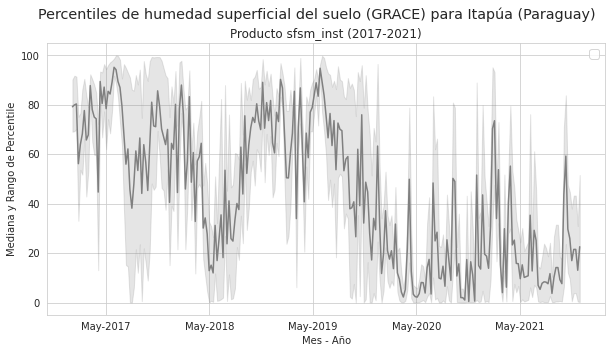 Percentiles de humedad superficial del suelo (GRACE) para Itapúa (Paraguay)
Producto sfsm_inst (2017-2021)
100
80
60
40
20
0
Mediana y Rango de Percentile
May-2017 May-2018 May-2019 May-2020 May-2021
Mes - Año